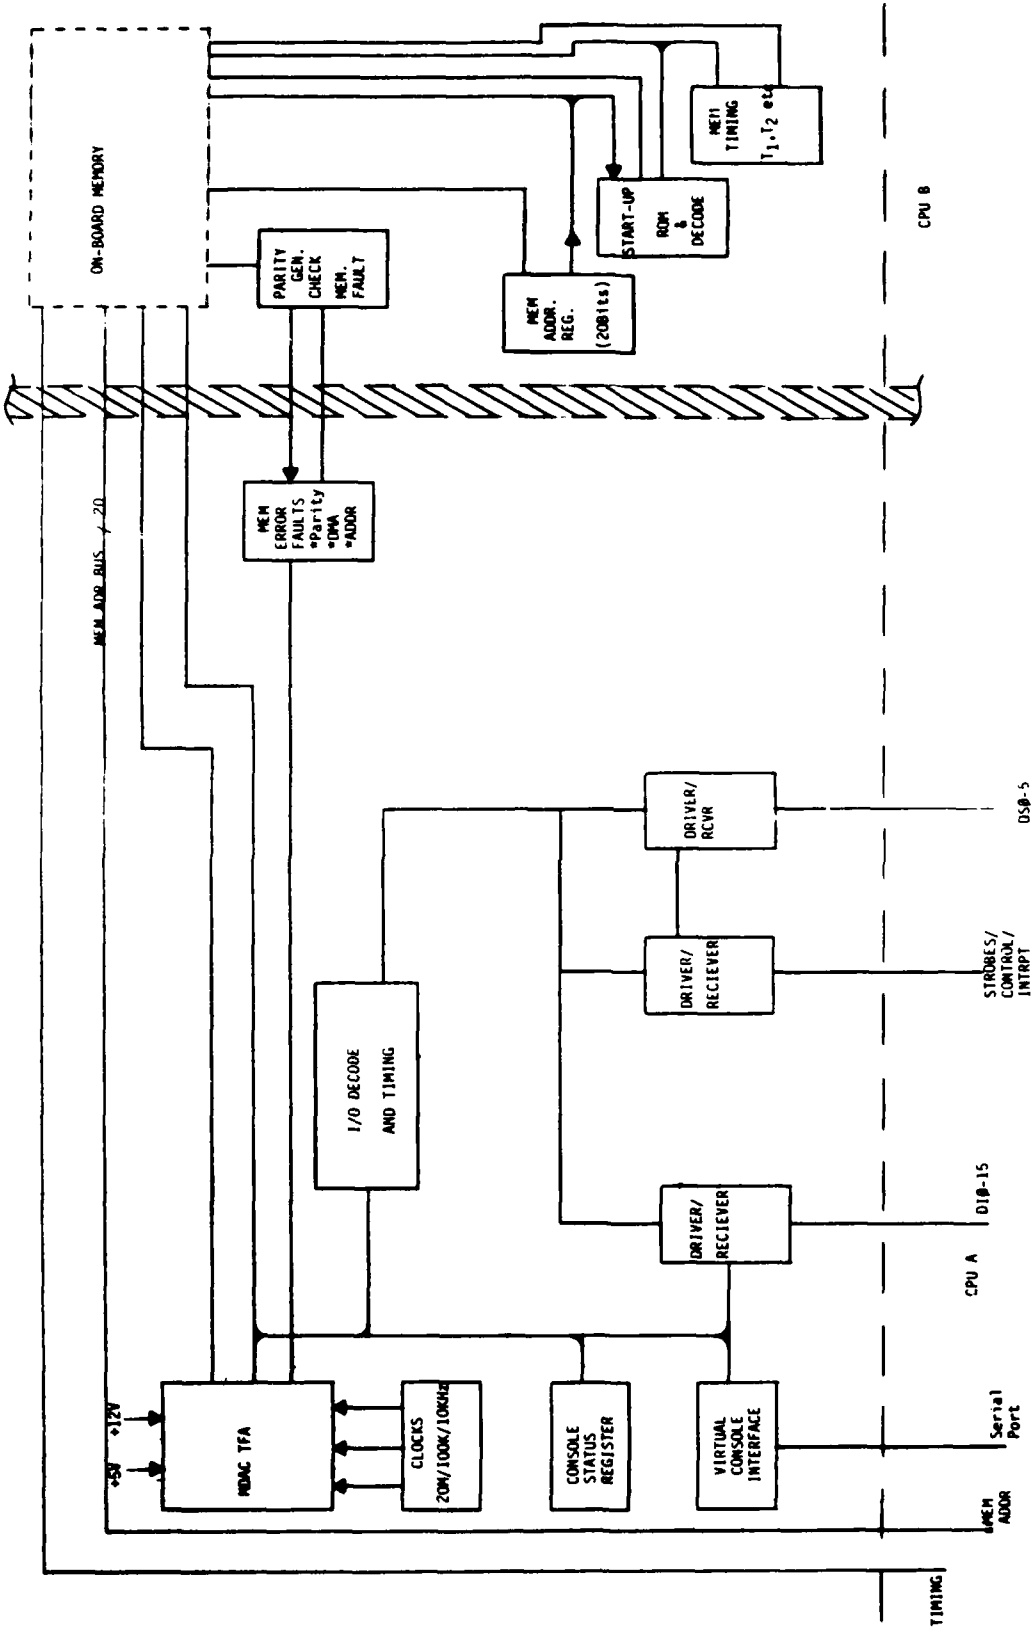 +5V
+12V
MDAC TFA
CLOCKS
20M/100K/10KHz
CONSOLE
STATUS
REGISTER
VIRTUAL
CONSOLE
INTERFACE
I/O DECODE
AND TIMING
DRIVER/
RECIEVER
DRIVER/
RECIEVER
DRIVER/
RCVR
MEM ADR BUS / 20
MEM
ERROR
FAULTS
*Parity
*DMA
*ADDR
ON-BOARD MEMORY
PARITY
GEN.
CHECK
MEM.
FAULT
MEM
ADDR.
REG.
(20Bits)
START-UP
ROM
&
DECODE
MEM
TIMING
T1,T2 etc
TIMING
MEM
ADDR
Serial
Port
CPU A
DIØ-15
STROBES/
CONTROL/
INTRPT
DSØ-5
CPU B